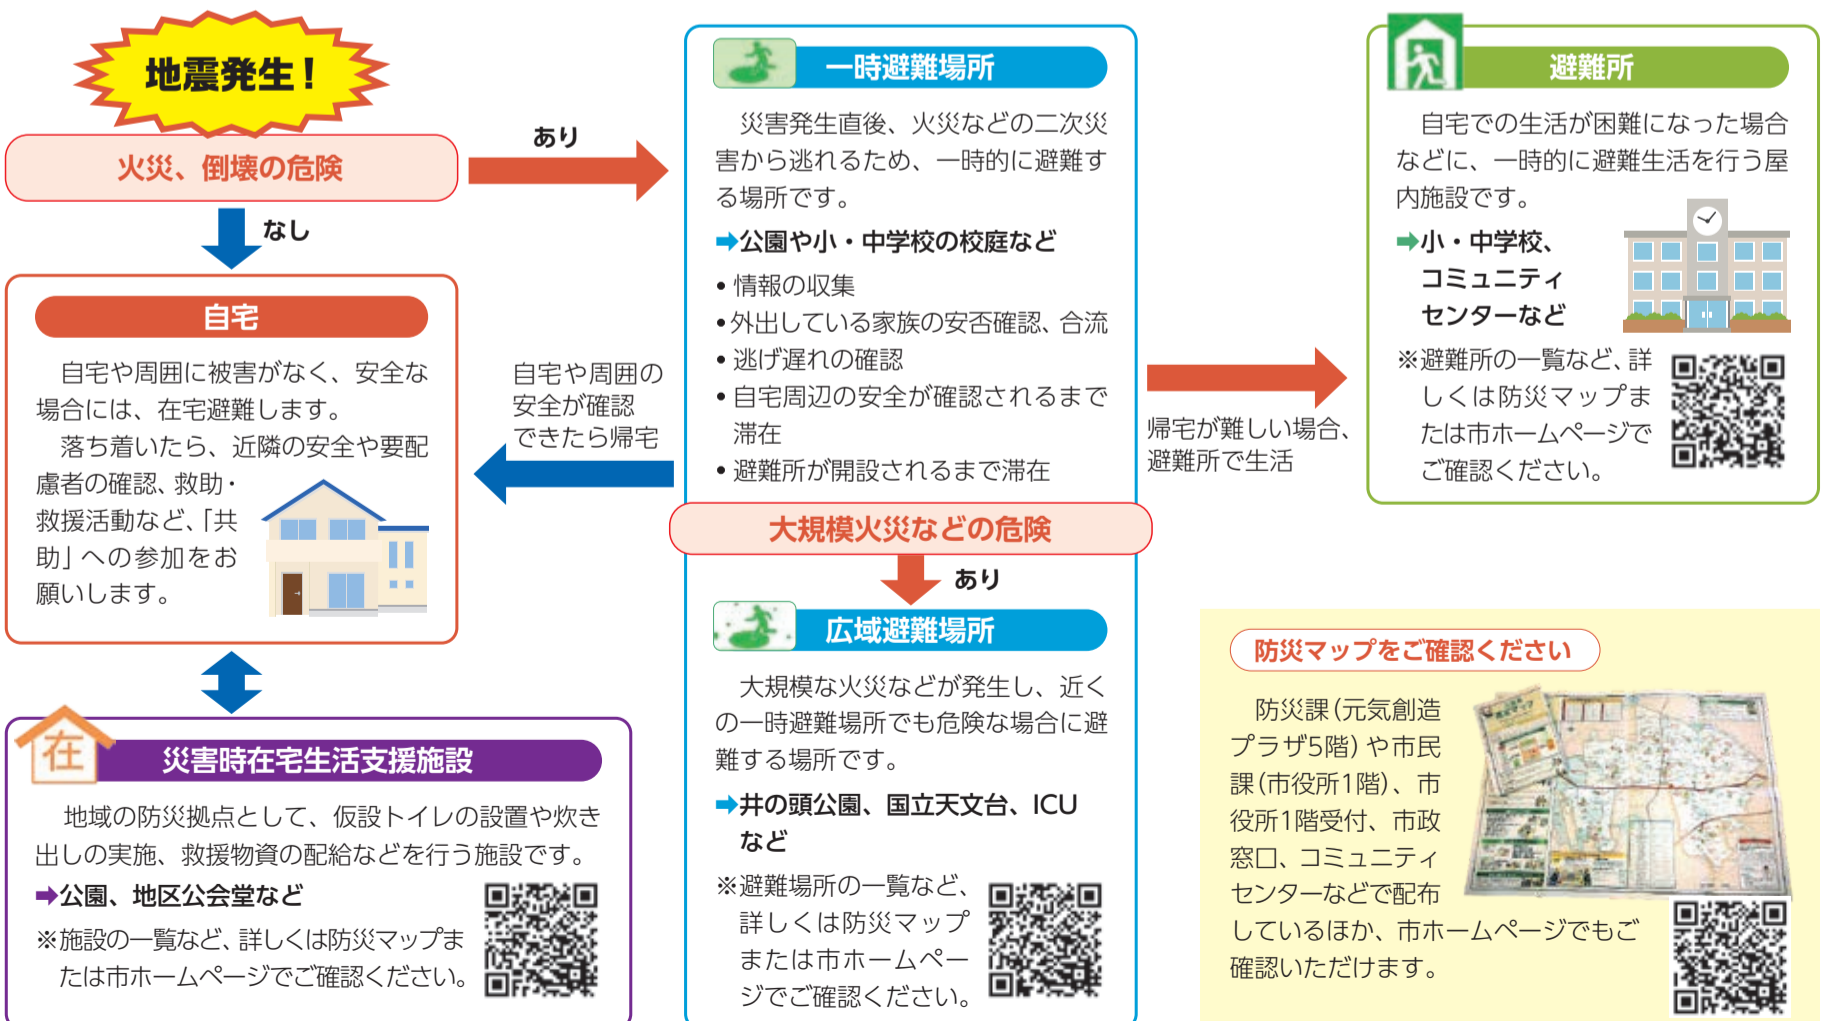 地震発生！
火災、倒壊の危険
あり
なし
自宅
自宅や周囲に被害がなく、安全な
場合には、在宅避難します。
落ち着いたら、近隣の安全や要配
慮者の確認、救助・
救援活動など、「共
助」への参加をお
願いします。
在
災害時在宅生活支援施設
地域の防災拠点として、仮設トイレの設置や炊き
出しの実施、救援物資の配給などを行う施設です。
➡公園、地区公会堂など
※施設の一覧など、詳しくは防災マップま
たは市ホームページでご確認ください。
自宅や周囲の
安全が確認
できたら帰宅
一時避難場所
災害発生直後、火災などの二次災
害から逃れるため、一時的に避難す
る場所です。
➡公園や小・中学校の校庭など
•情報の収集
•外出している家族の安否確認、合流
•逃げ遅れの確認
•自宅周辺の安全が確認されるまで
滞在
•避難所が開設されるまで滞在
大規模火災などの危険
あり
広域避難場所
大規模な火災などが発生し、近く
の一時避難場所でも危険な場合に避
難する場所です。
➡井の頭公園、国立天文台、ICU
など
※避難場所の一覧など、
詳しくは防災マップ
または市ホームペー
ジでご確認ください。
帰宅が難しい場合、
避難所で生活
避難所
自宅での生活が困難になった場合
などに、一時的に避難生活を行う屋
内施設です。
➡小・中学校、
コミュニティ
センターなど
※避難所の一覧など、詳
しくは防災マップま
たは市ホームページで
ご確認ください。
防災マップをご確認ください
防災課（元気創造
プラザ5階）や市民
課（市役所1階）、市
役所1階受付、市政
窓口、コミュニティ
センターなどで配布
しているほか、市ホームページでもご
確認いただけます。